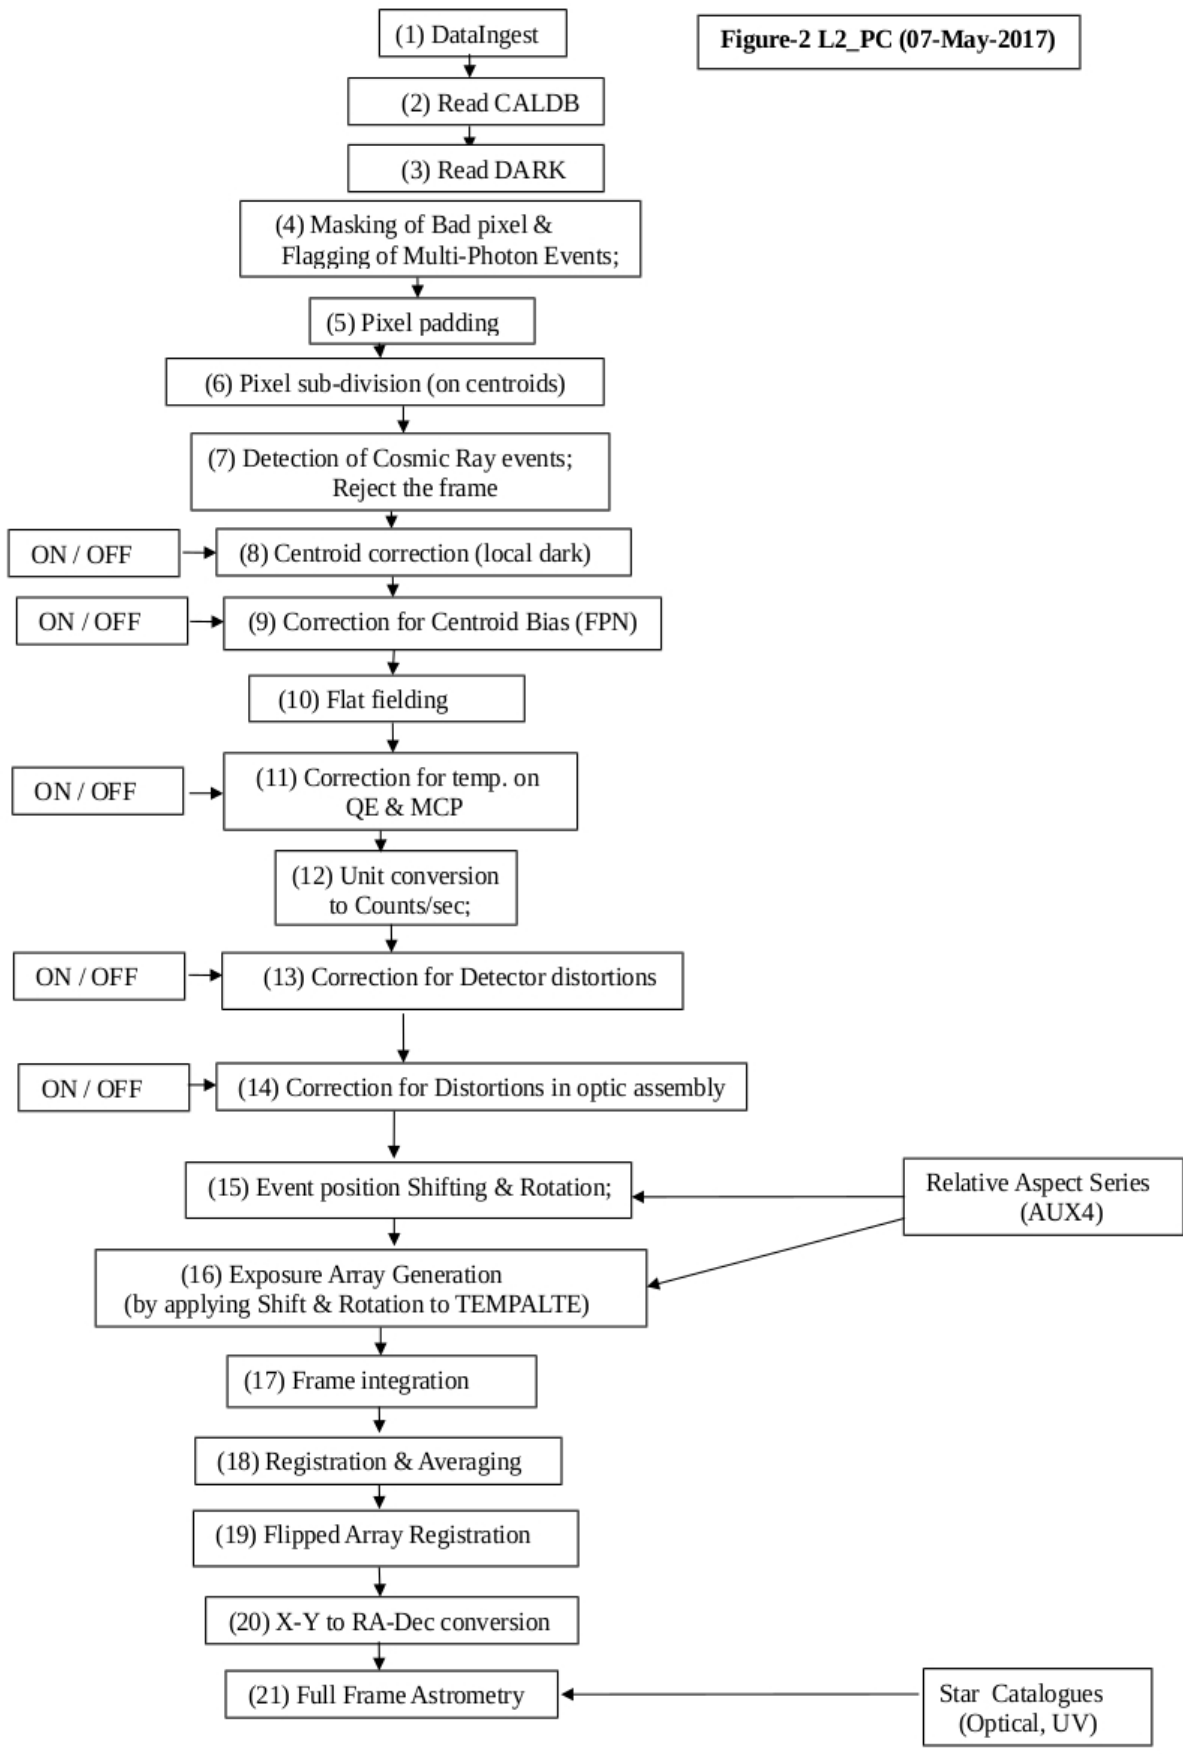 (1) DataIngest
Figure-2 L2_PC (07-May-2017)
(2) Read CALDB
(3) Read DARK
(4) Masking of Bad pixel &
Flagging of Multi-Photon Events;
(5) Pixel padding
(6) Pixel sub-division (on centroids)
(7) Detection of Cosmic Ray events;
Reject the frame
ON / OFF
(8) Centroid correction (local dark)
ON / OFF
(9) Correction for Centroid Bias (FPN)
(10) Flat fielding
ON / OFF
(11) Correction for temp. on
QE & MCP
(12) Unit conversion
to Counts/sec;
ON / OFF
(13) Correction for Detector distortions
ON / OFF
(14) Correction for Distortions in optic assembly
(15) Event position Shifting & Rotation;
Relative Aspect Series
(AUX4)
(16) Exposure Array Generation
(by applying Shift & Rotation to TEMPALTE)
(17) Frame integration
(18) Registration & Averaging
(19) Flipped Array Registration
(20) X-Y to RA-Dec conversion
(21) Full Frame Astrometry
Star Catalogues
(Optical, UV)